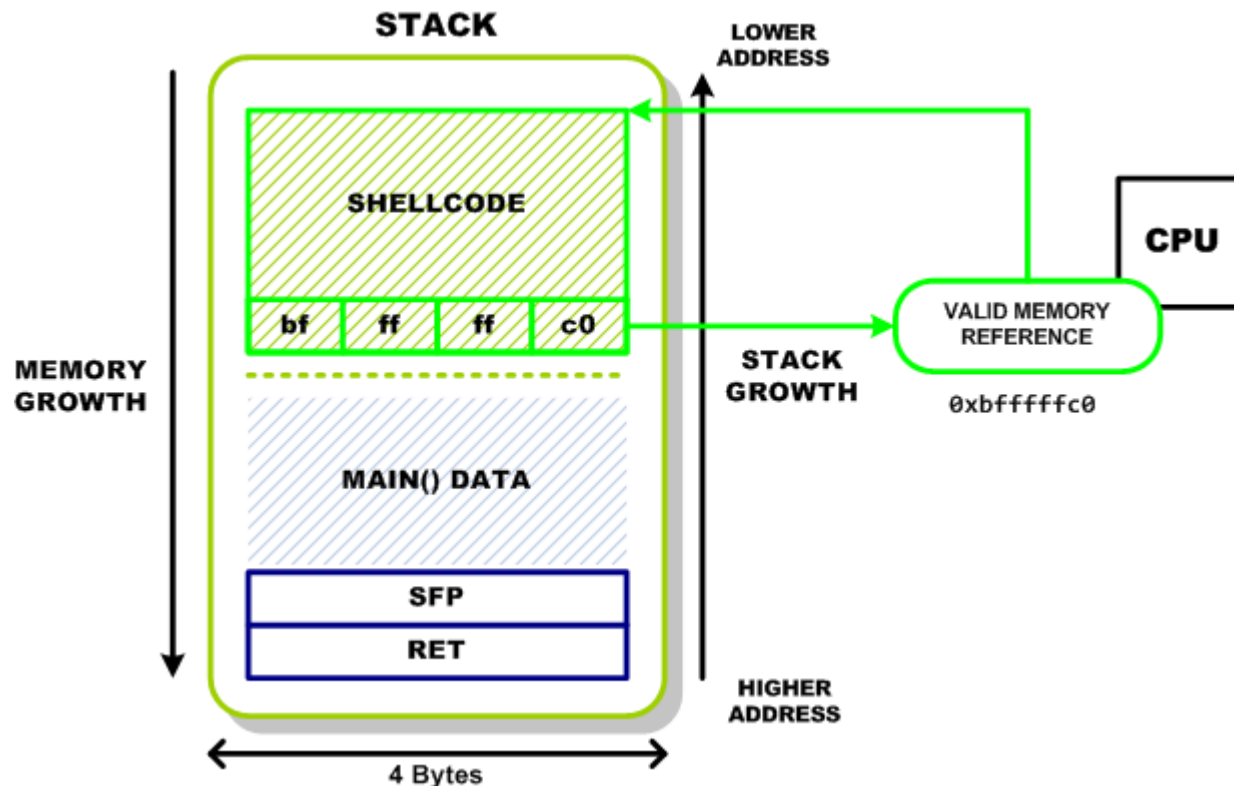 STACK
LOWER
ADDRESS
SHELLCODE
CPU
bf ff ff c0
VALID MEMORY
REFERENCE
MEMORY
GROWTH
STACK
GROWTH
0xbfffffc0
MAIN() DATA
SFP
RET
HIGHER
ADDRESS
4 Bytes